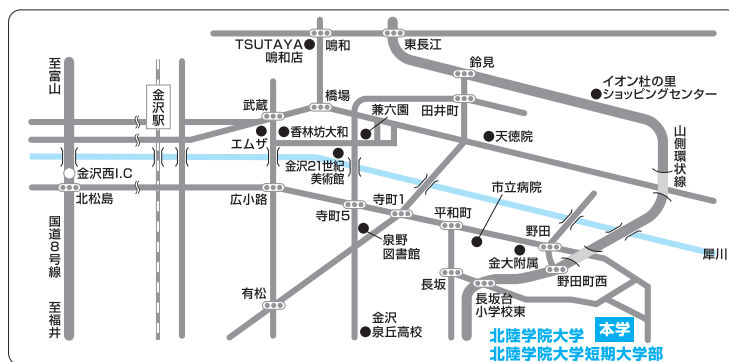 TSUTAYA
鳴和店
鳴和
東長江
至富山
金沢駅
鈴見
イオン杜の里
ショッピングセンター
武蔵
橋場
兼六園
田井町
エムザ
香林坊大和
天徳院
山側環状線
金沢21世紀
美術館
金沢西I.C
北松島
広小路
寺町5
寺町1
平和町
市立病院
野田
国道8号線
泉野
図書館
金大附属
犀川
有松
長坂
野田町西
長坂台
小学校東
至福井
金沢
泉丘高校
北陸学院大学
本学
北陸学院大学短期大学部